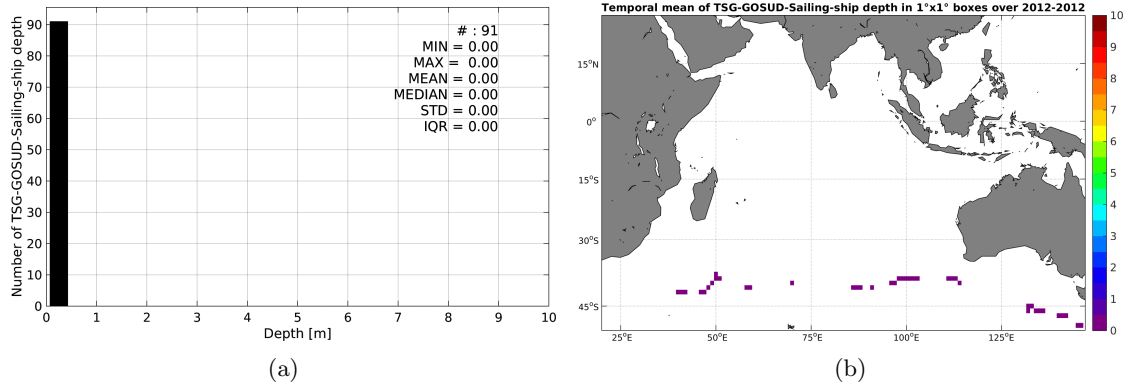 Number of TSG-GOSUD-Sailing-ship depth
90
80
70
60
50
40
30
20
10
0
# : 91
MIN = 0.00
MAX = 0.00
MEAN = 0.00
MEDIAN = 0.00
STD = 0.00
IQR = 0.00
0 1 2 3 4 5 6 7 8 9 10
Depth [m]
(a)
Temporal mean of TSG-GOSUD-Sailing-ship depth in 1°x1° boxes over 2012-2012
15°N
0°
15°S
30°S
45°S
25°E 50°E 75°E 100°E 125°E
10
9
8
7
6
5
4
3
2
1
0
(b)